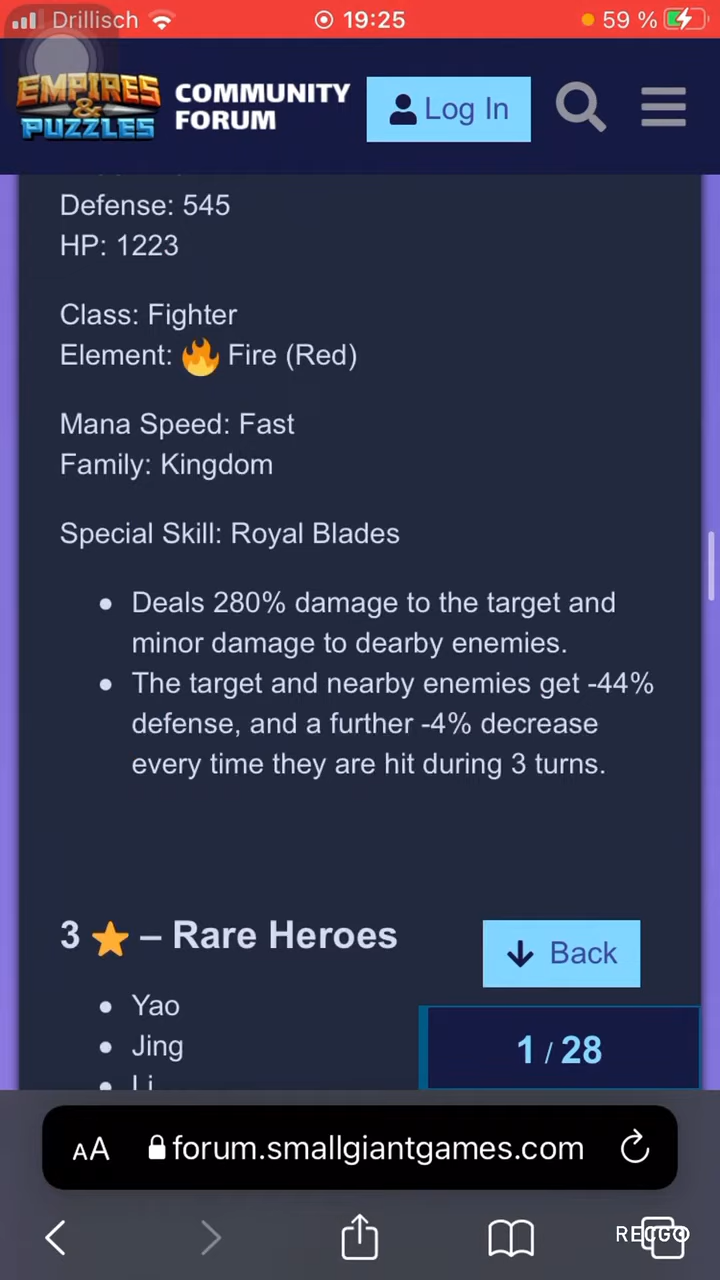 Drillisch 19:25 59 %
EMPIRES & PUZZLES COMMUNITY FORUM Log In
Defense: 545
HP: 1223
Class: Fighter
Element: 🔥 Fire (Red)
Mana Speed: Fast
Family: Kingdom
Special Skill: Royal Blades
• Deals 280% damage to the target and
minor damage to dearby enemies.
• The target and nearby enemies get -44%
defense, and a further -4% decrease
every time they are hit during 3 turns.
3 ⭐ – Rare Heroes
Back
• Yao
• Jing
• Li
1 / 28
AA forum.smallgiantgames.com
RECGO